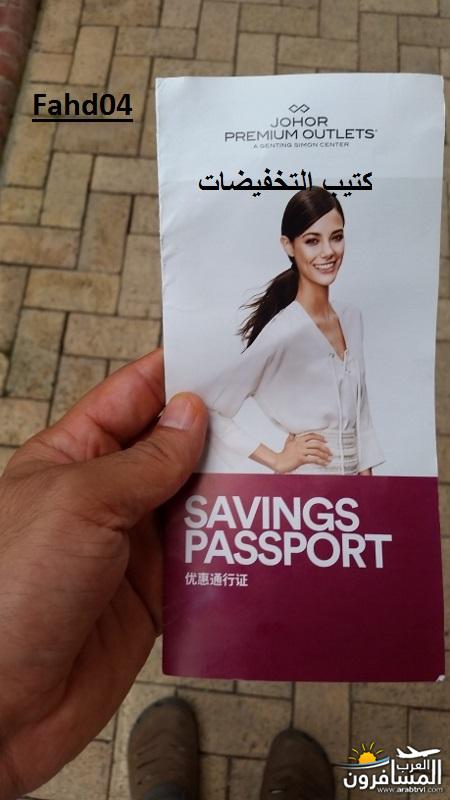 Fahd04
JOHOR
PREMIUM OUTLETS®
A GENTING SIMON CENTER
كتيب التخفيضات
SAVINGS
PASSPORT
优惠通行证
العرب
المسافرون
www.arabtrvl.com